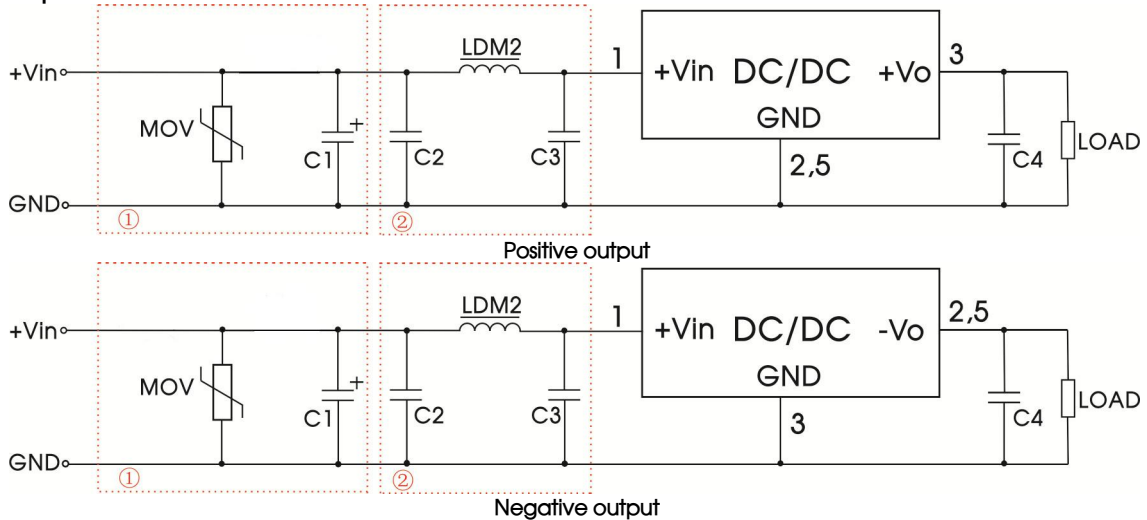 LDM2
+Vin
MOV
C1
+
C2
C3
1
+Vin DC/DC +Vo
GND
2,5
3
C4
LOAD
GND
①
②
Positive output
LDM2
+Vin
MOV
C1
+
C2
C3
1
+Vin DC/DC -Vo
GND
3
2,5
C4
LOAD
GND
①
②
Negative output